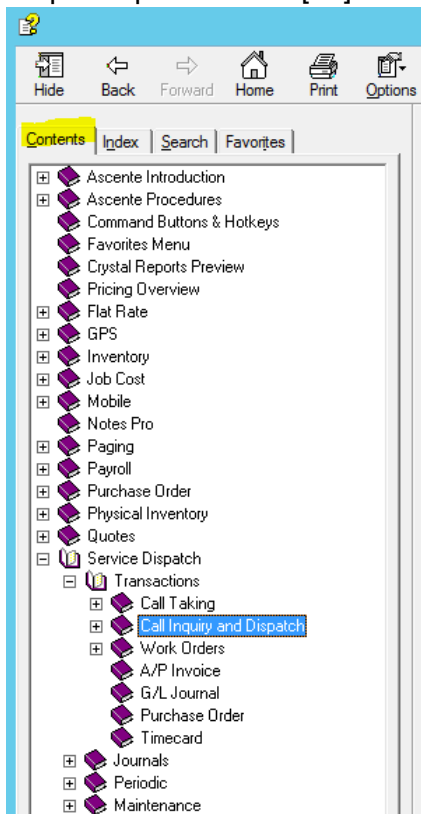 Hide Back Forward Home Print Options
Contents Index Search Favorites
Ascente Introduction
Ascente Procedures
Command Buttons & Hotkeys
Favorites Menu
Crystal Reports Preview
Pricing Overview
Flat Rate
GPS
Inventory
Job Cost
Mobile
Notes Pro
Paging
Payroll
Purchase Order
Physical Inventory
Quotes
Service Dispatch
Transactions
Call Taking
Call Inquiry and Dispatch
Work Orders
A/P Invoice
G/L Journal
Purchase Order
Timecard
Journals
Periodic
Maintenance